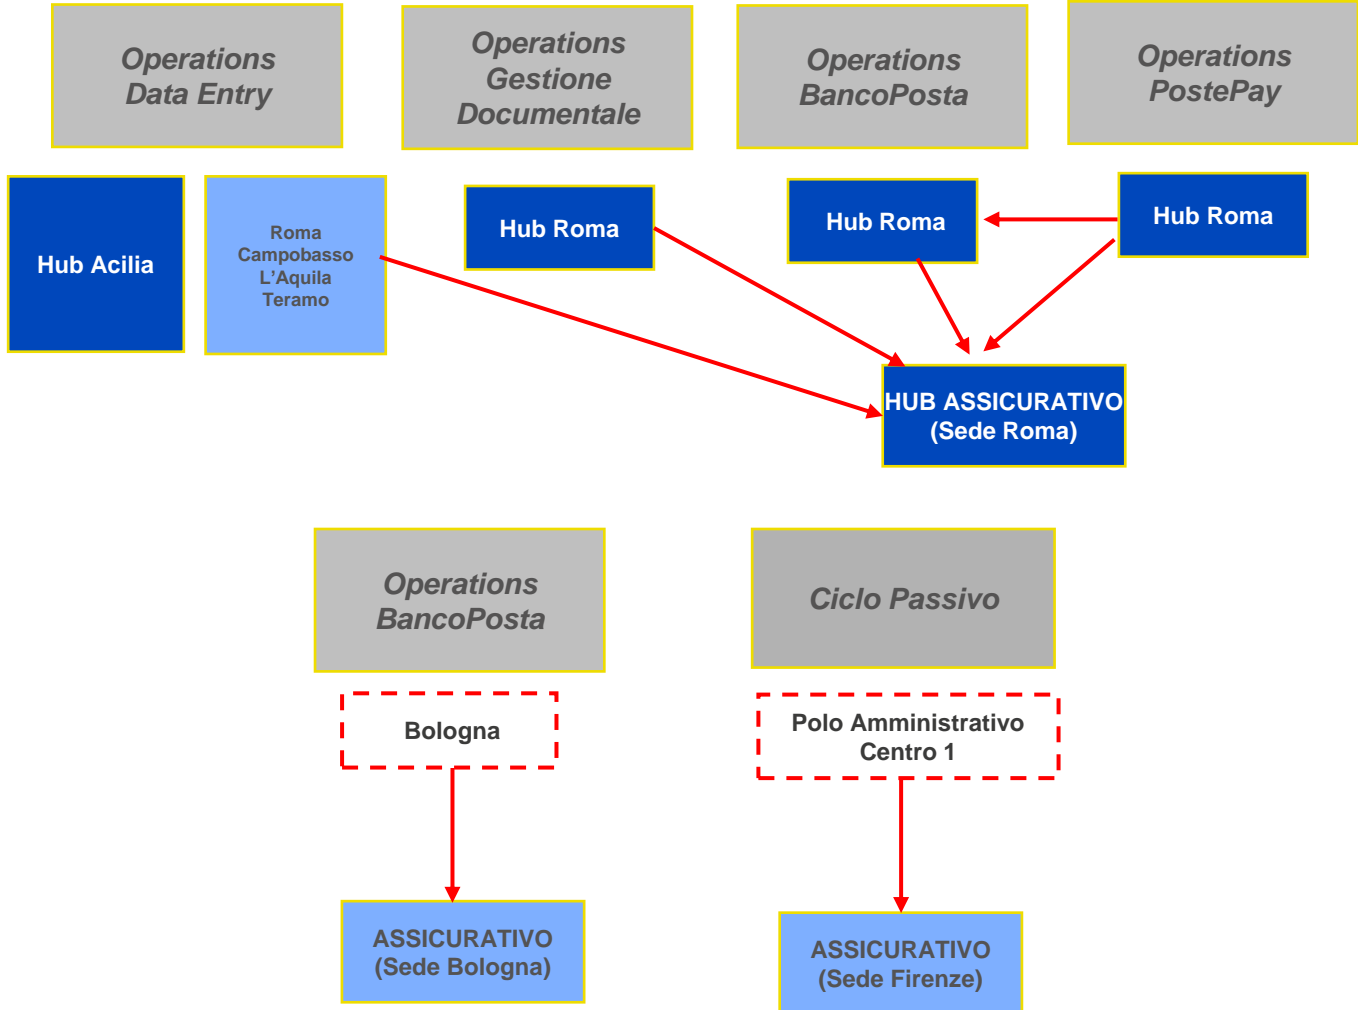 Operations
Data Entry
Operations
Gestione
Documentale
Operations
BancoPosta
Operations
PostePay
Hub Acilia
Roma
Campobasso
L’Aquila
Teramo
Hub Roma
Hub Roma
Hub Roma
HUB ASSICURATIVO
(Sede Roma)
Operations
BancoPosta
Ciclo Passivo
Bologna
Polo Amministrativo
Centro 1
ASSICURATIVO
(Sede Bologna)
ASSICURATIVO
(Sede Firenze)